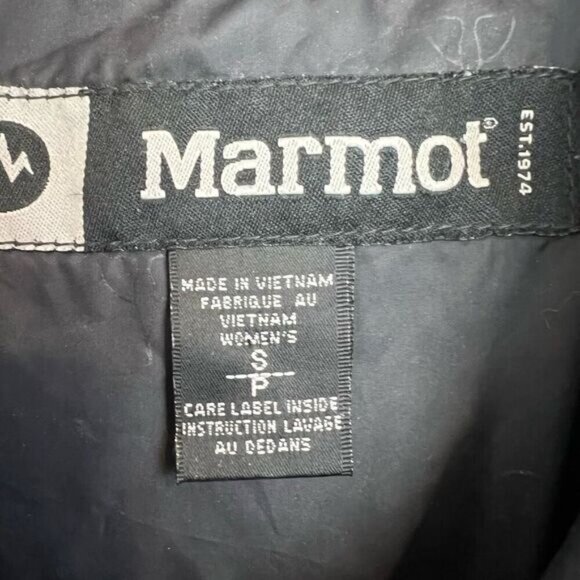 Marmot®
EST.1974
MADE IN VIETNAM
FABRIQUE AU
VIETNAM
WOMEN'S
S
P
CARE LABEL INSIDE
INSTRUCTION LAVAGE
AU DEDANS